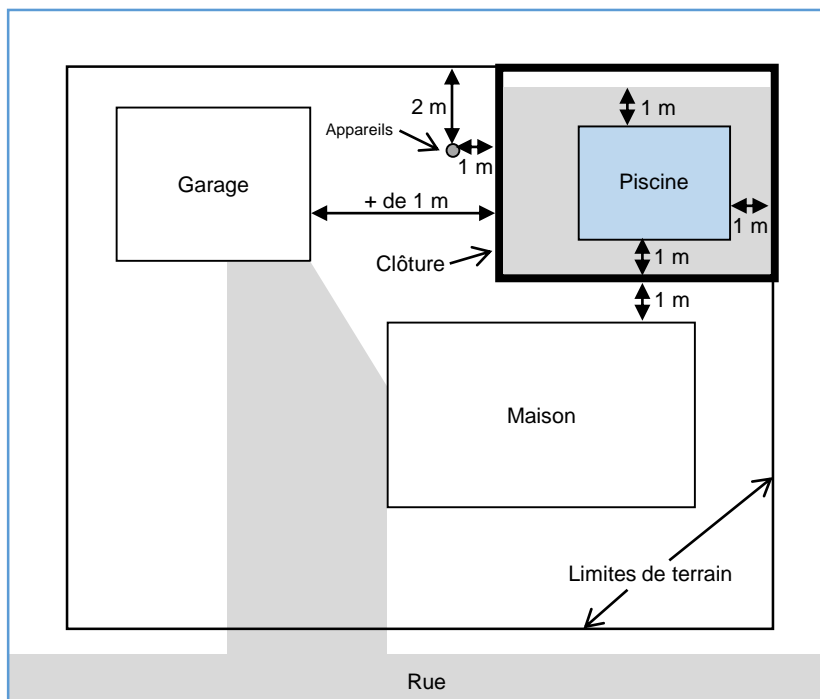 2 m
1 m
Appareils
1 m
Garage
Piscine
+ de 1 m
1 m
Clôture
1 m
1 m
Maison
Limites de terrain
Rue